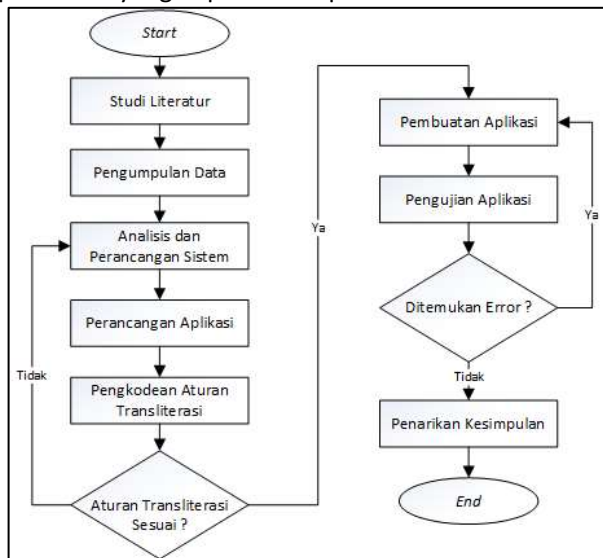 Start
Studi Literatur
Pengumpulan Data
Analisis dan
Perancangan Sistem
Perancangan Aplikasi
Tidak
Pengkodean Aturan
Transliterasi
Aturan Transliterasi
Sesuai ?
Ya
Pembuatan Aplikasi
Pengujian Aplikasi
Ya
Ditemukan Error ?
Tidak
Penarikan Kesimpulan
End